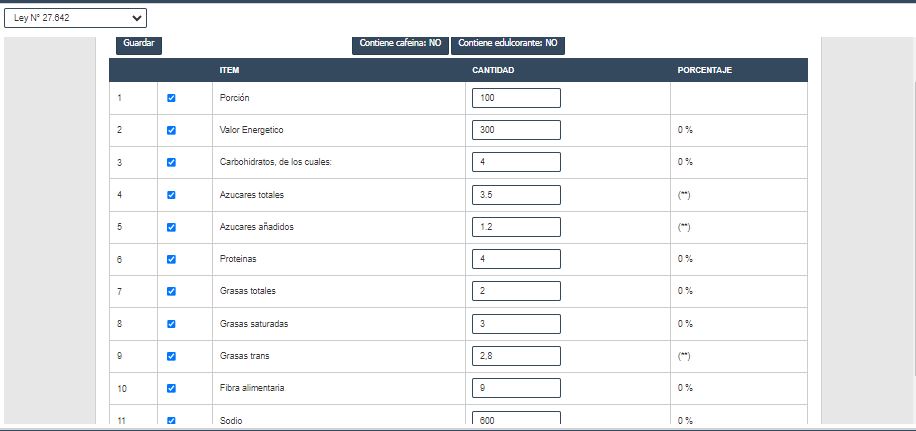 Ley N° 27.642
Guardar Contiene cafeina: NO Contiene edulcorante: NO
ITEM CANTIDAD PORCENTAJE
1 Porción 100
2 Valor Energetico 300 0 %
3 Carbohidratos, de los cuales: 4 0 %
4 Azucares totales 3.5 (**)
5 Azucares añadidos 1.2 (**)
6 Proteinas 4 0 %
7 Grasas totales 2 0 %
8 Grasas saturadas 3 0 %
9 Grasas trans 2,8 (**)
10 Fibra alimentaria 9 0 %
11 Sodio 600 0 %